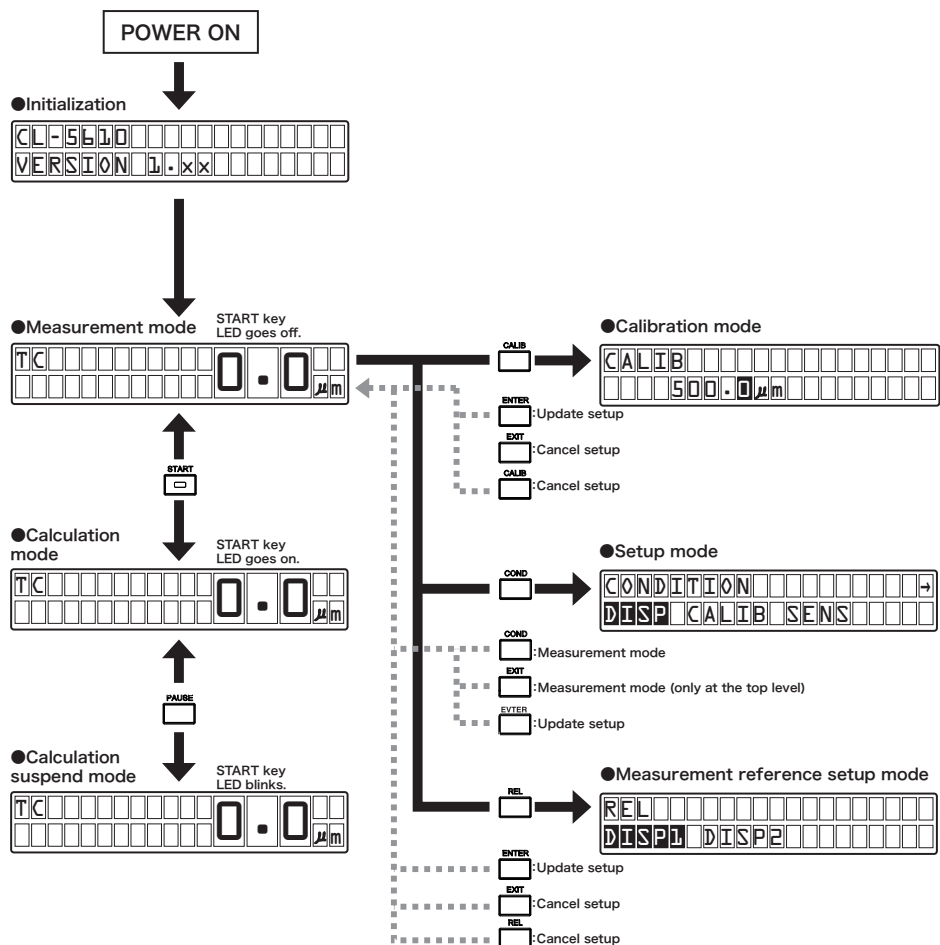 POWER ON
●Initialization
CL-5610
VERSION 1.xx
●Measurement mode
START key
LED goes off.
TC
0.0
μm
START
●Calculation
mode
START key
LED goes on.
TC
0.0
μm
PAUSE
●Calculation
suspend mode
START key
LED blinks.
TC
0.0
μm
CALIB
●Calibration mode
CALIB
500.0μm
ENTER
:Update setup
EXIT
:Cancel setup
CALIB
:Cancel setup
COND
●Setup mode
CONDITION →
DISP CALIB SENS
COND
:Measurement mode
EXIT
:Measurement mode (only at the top level)
EVTER
:Update setup
REL
●Measurement reference setup mode
REL
DISP1 DISP2
ENTER
:Update setup
EXIT
:Cancel setup
REL
:Cancel setup